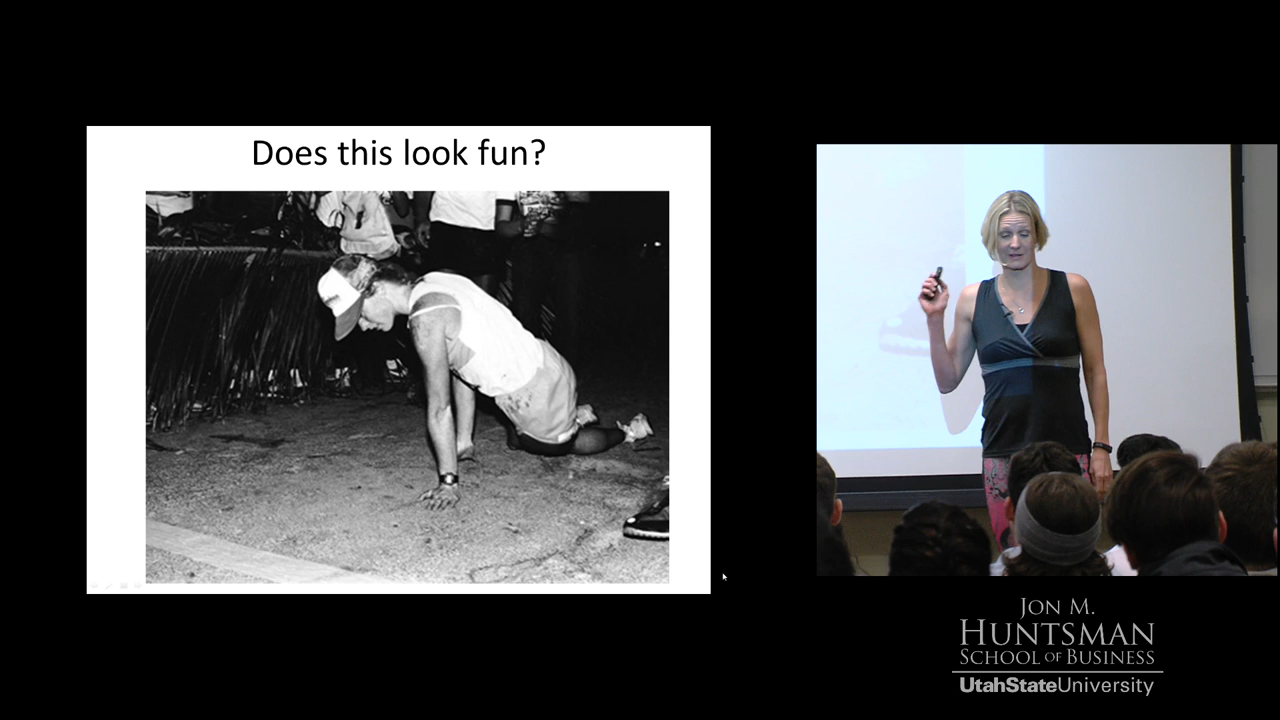 Does this look fun?
JON M.
HUNTSMAN
SCHOOL OF BUSINESS
UtahStateUniversity